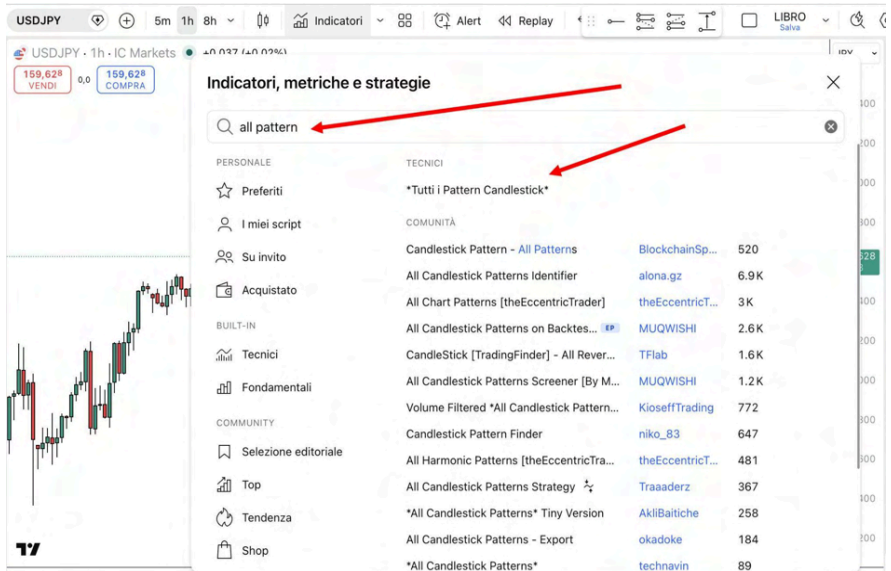 USDJPY 5m 1h 8h Indicatori Alert Replay LIBRO
Salva
USDJPY · 1h · IC Markets +0,037 (+0,02%) JPY
159,628 0,0 159,628
VENDI COMPRA
Indicatori, metriche e strategie
all pattern
PERSONALE
Preferiti
I miei script
Su invito
Acquistato
BUILT-IN
Tecnici
Fondamentali
COMMUNITY
Selezione editoriale
Top
Tendenza
Shop
TECNICI
*Tutti i Pattern Candlestick*
COMUNITÀ
Candlestick Pattern - All Patterns BlockchainSp... 520
All Candlestick Patterns Identifier alona.gz 6.9K
All Chart Patterns [theEccentricTrader] theEccentricT... 3K
All Candlestick Patterns on Backtes... EP MUQWISHI 2.6K
CandleStick [TradingFinder] - All Rever... TFlab 1.6K
All Candlestick Patterns Screener [By M... MUQWISHI 1.2K
Volume Filtered *All Candlestick Pattern... KioseffTrading 772
Candlestick Pattern Finder niko_83 647
All Harmonic Patterns [theEccentricTra... theEccentricT... 481
All Candlestick Patterns Strategy Traaaderz 367
*All Candlestick Patterns* Tiny Version AkliBaitiche 258
All Candlestick Patterns - Export okadoke 184
*All Candlestick Patterns* technavin 89